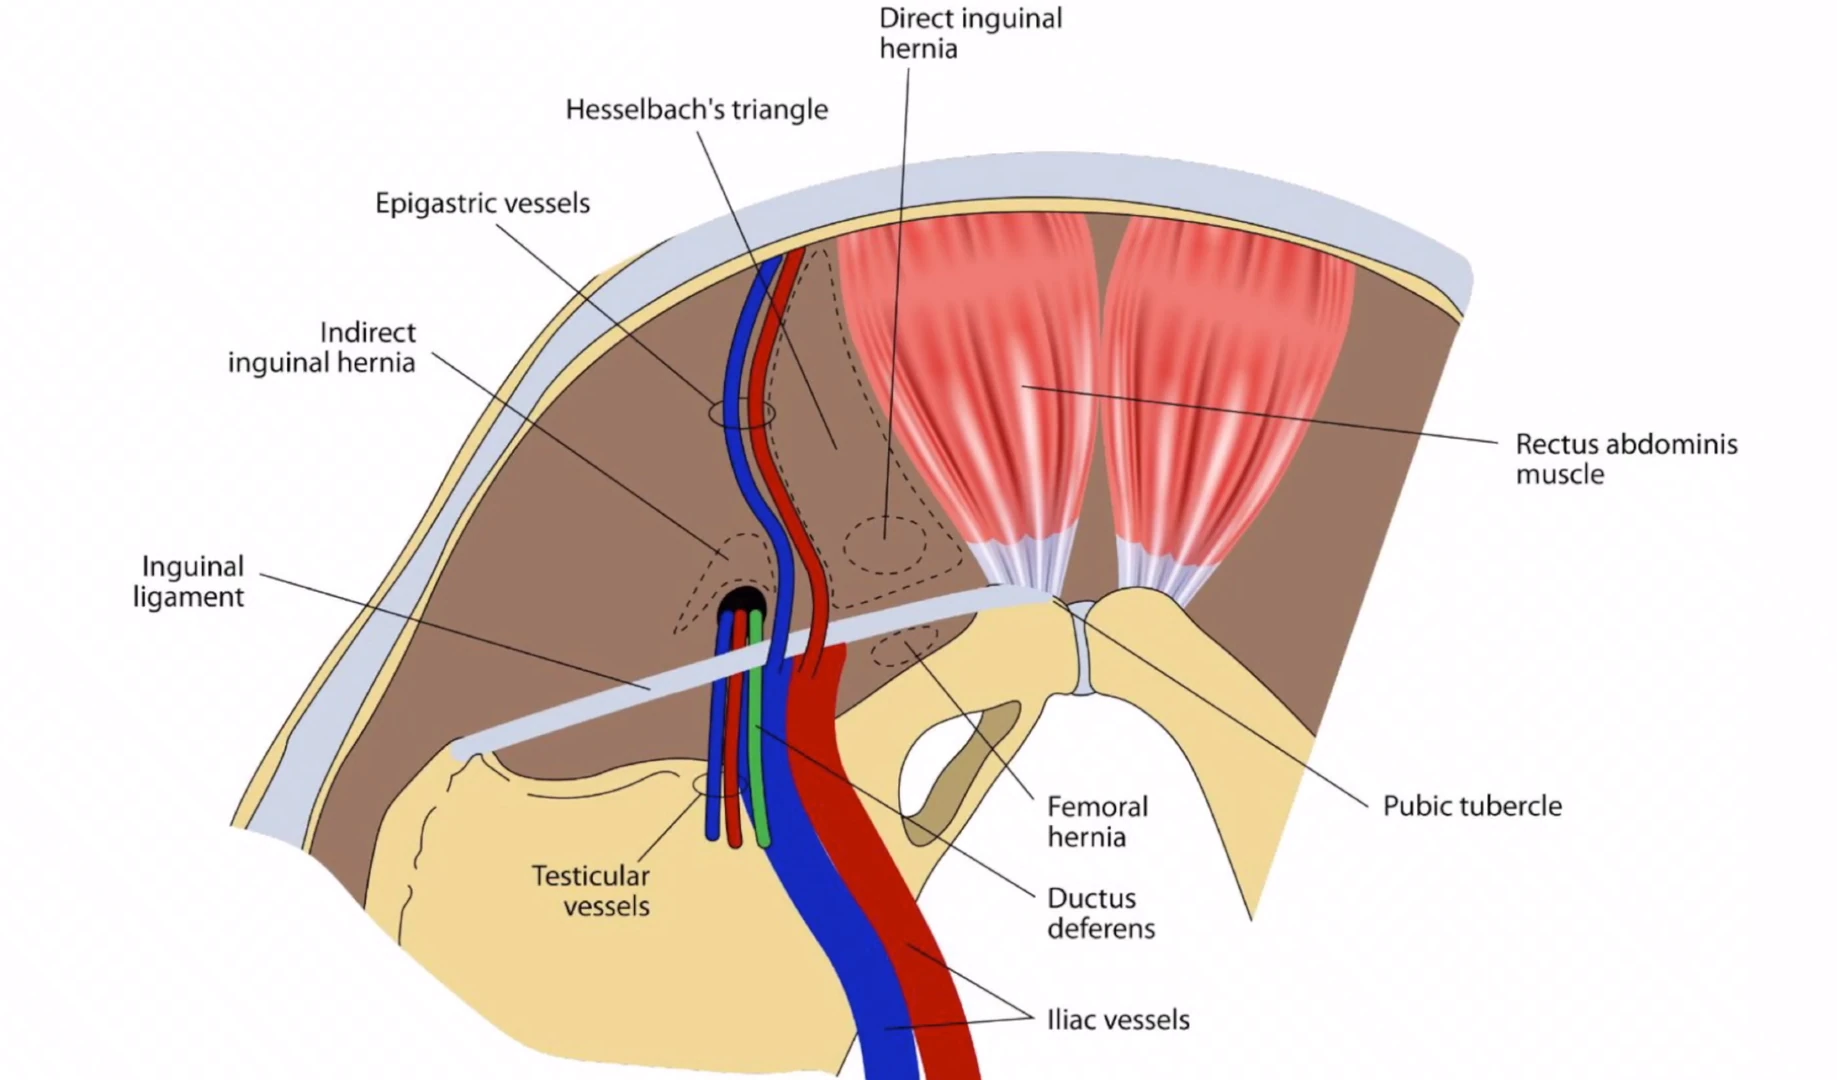 Direct inguinal
hernia
Hesselbach's triangle
Epigastric vessels
Indirect
inguinal hernia
Rectus abdominis
muscle
Inguinal
ligament
Femoral
hernia
Pubic tubercle
Testicular
vessels
Ductus
deferens
Iliac vessels